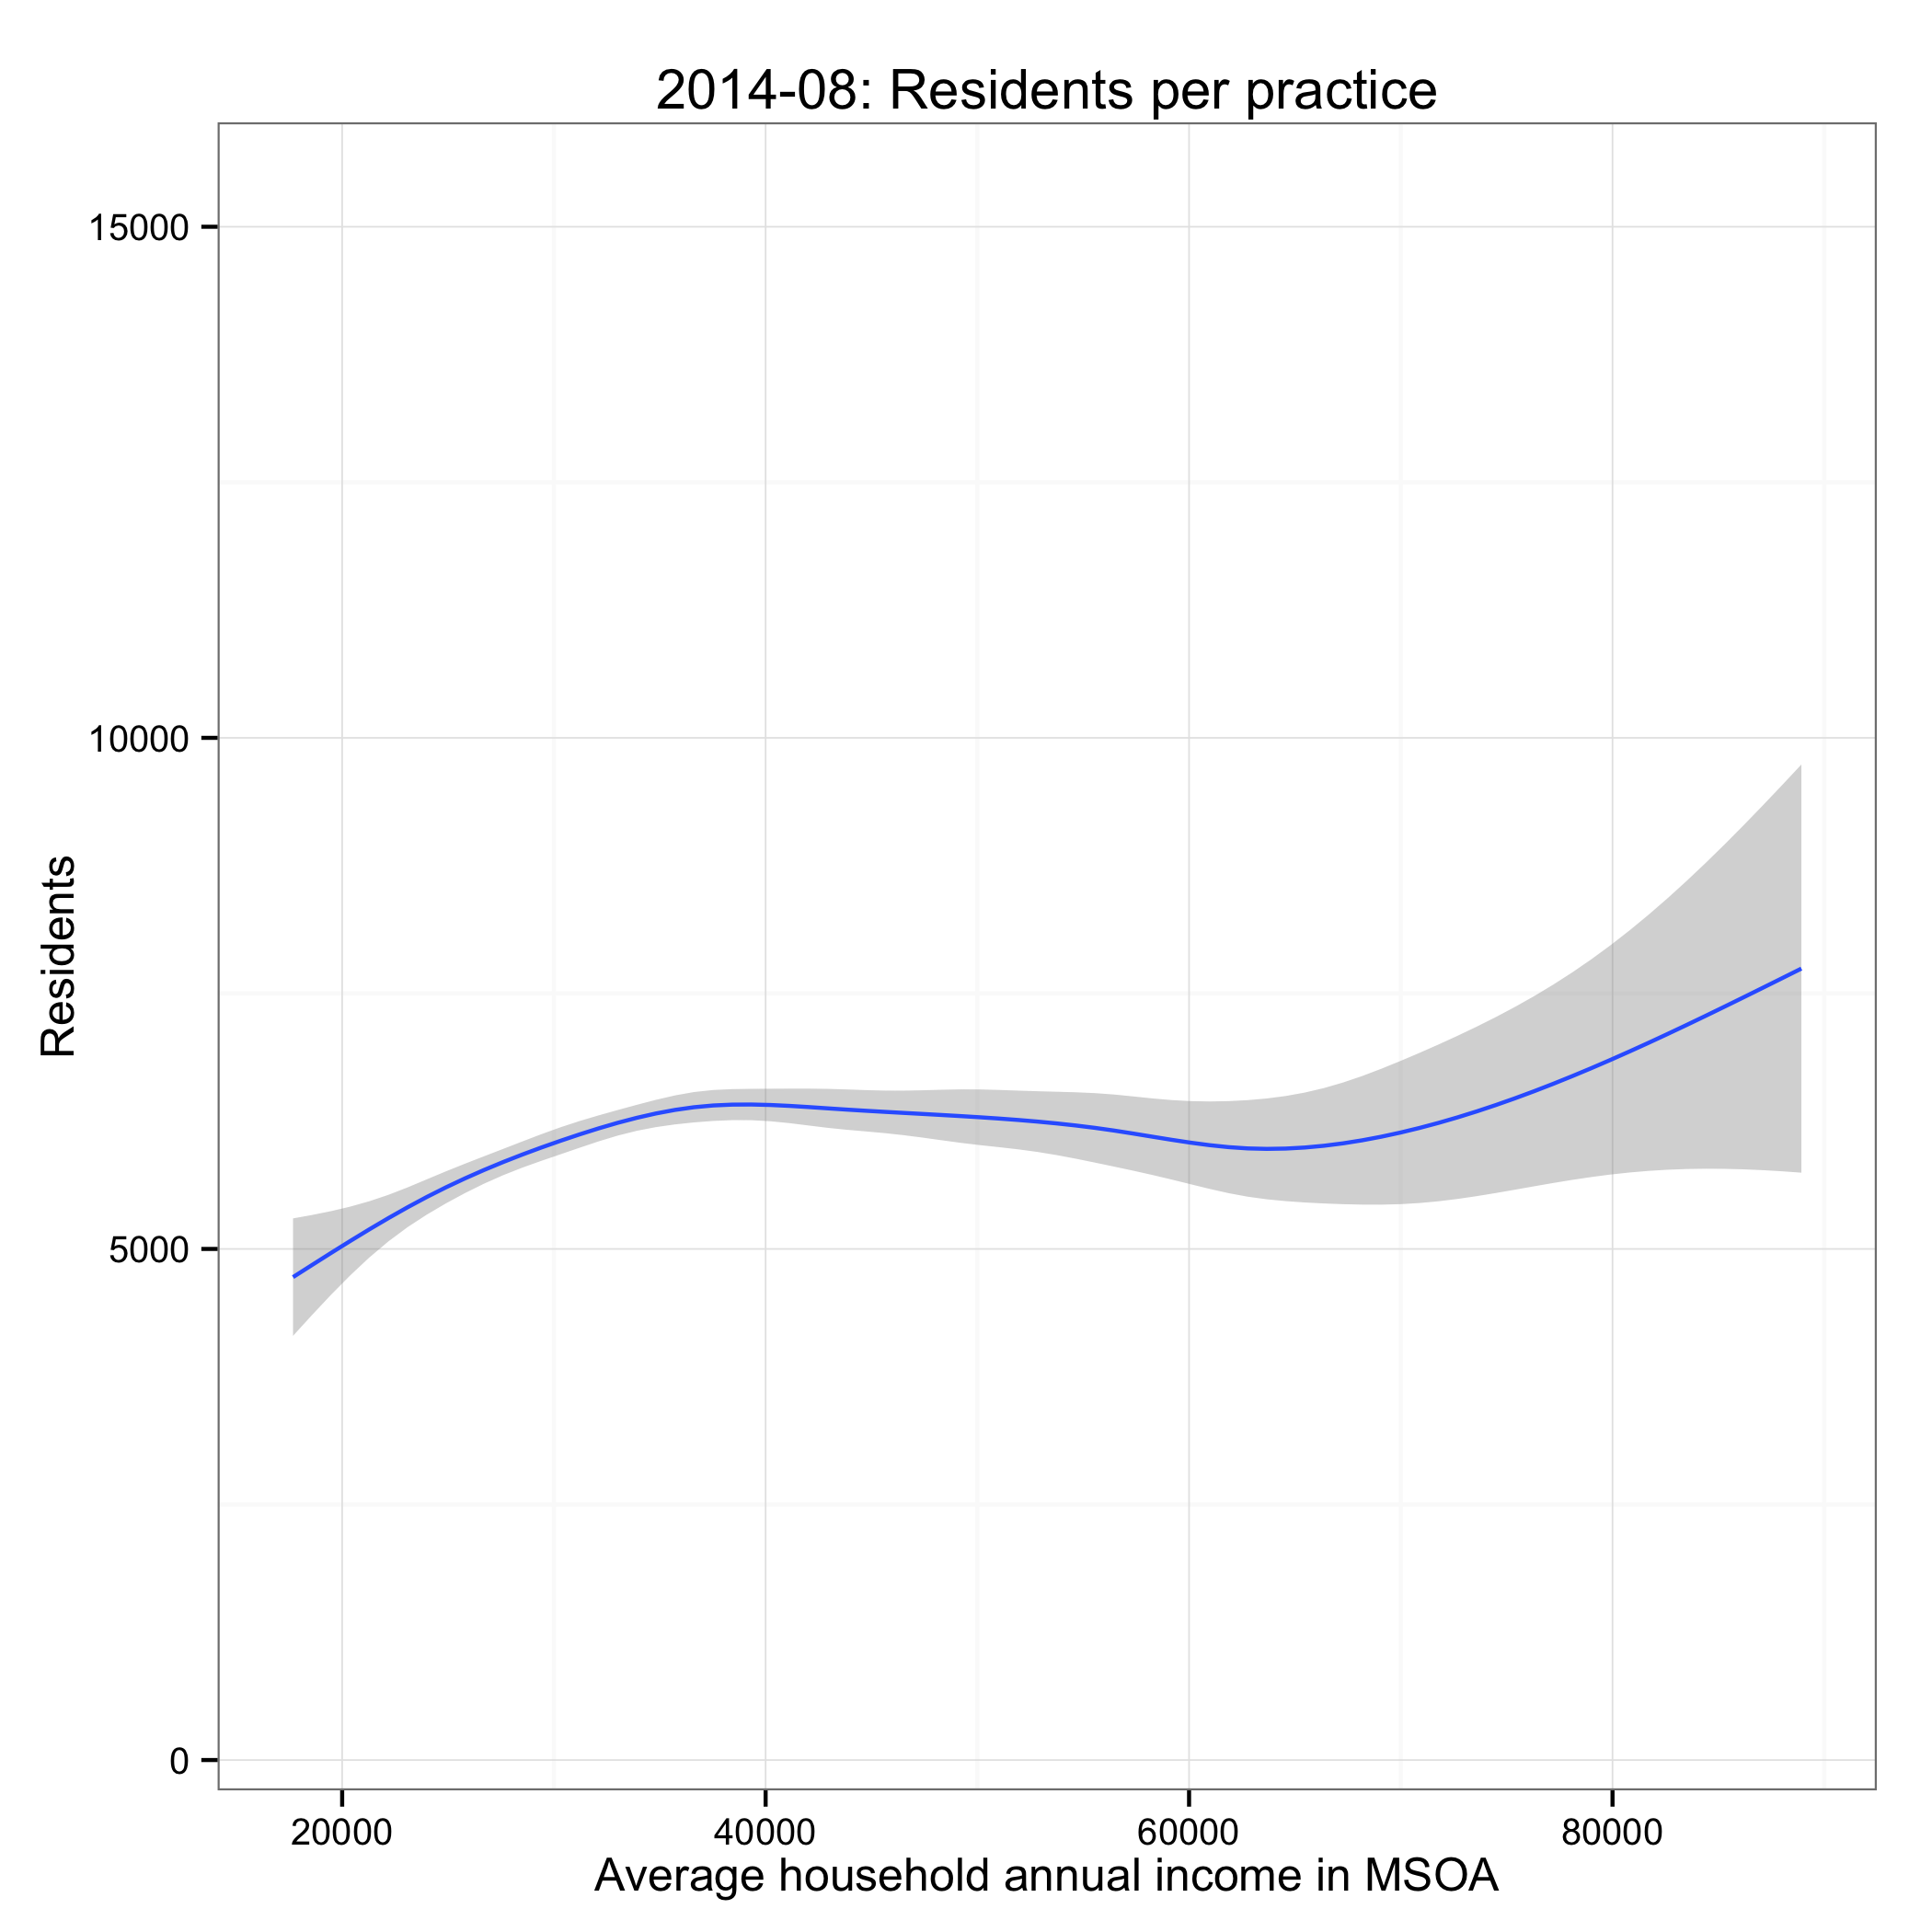 2014-08: Residents per practice
15000
10000
5000
0
Residents
20000 40000 60000 80000
Average household annual income in MSOA